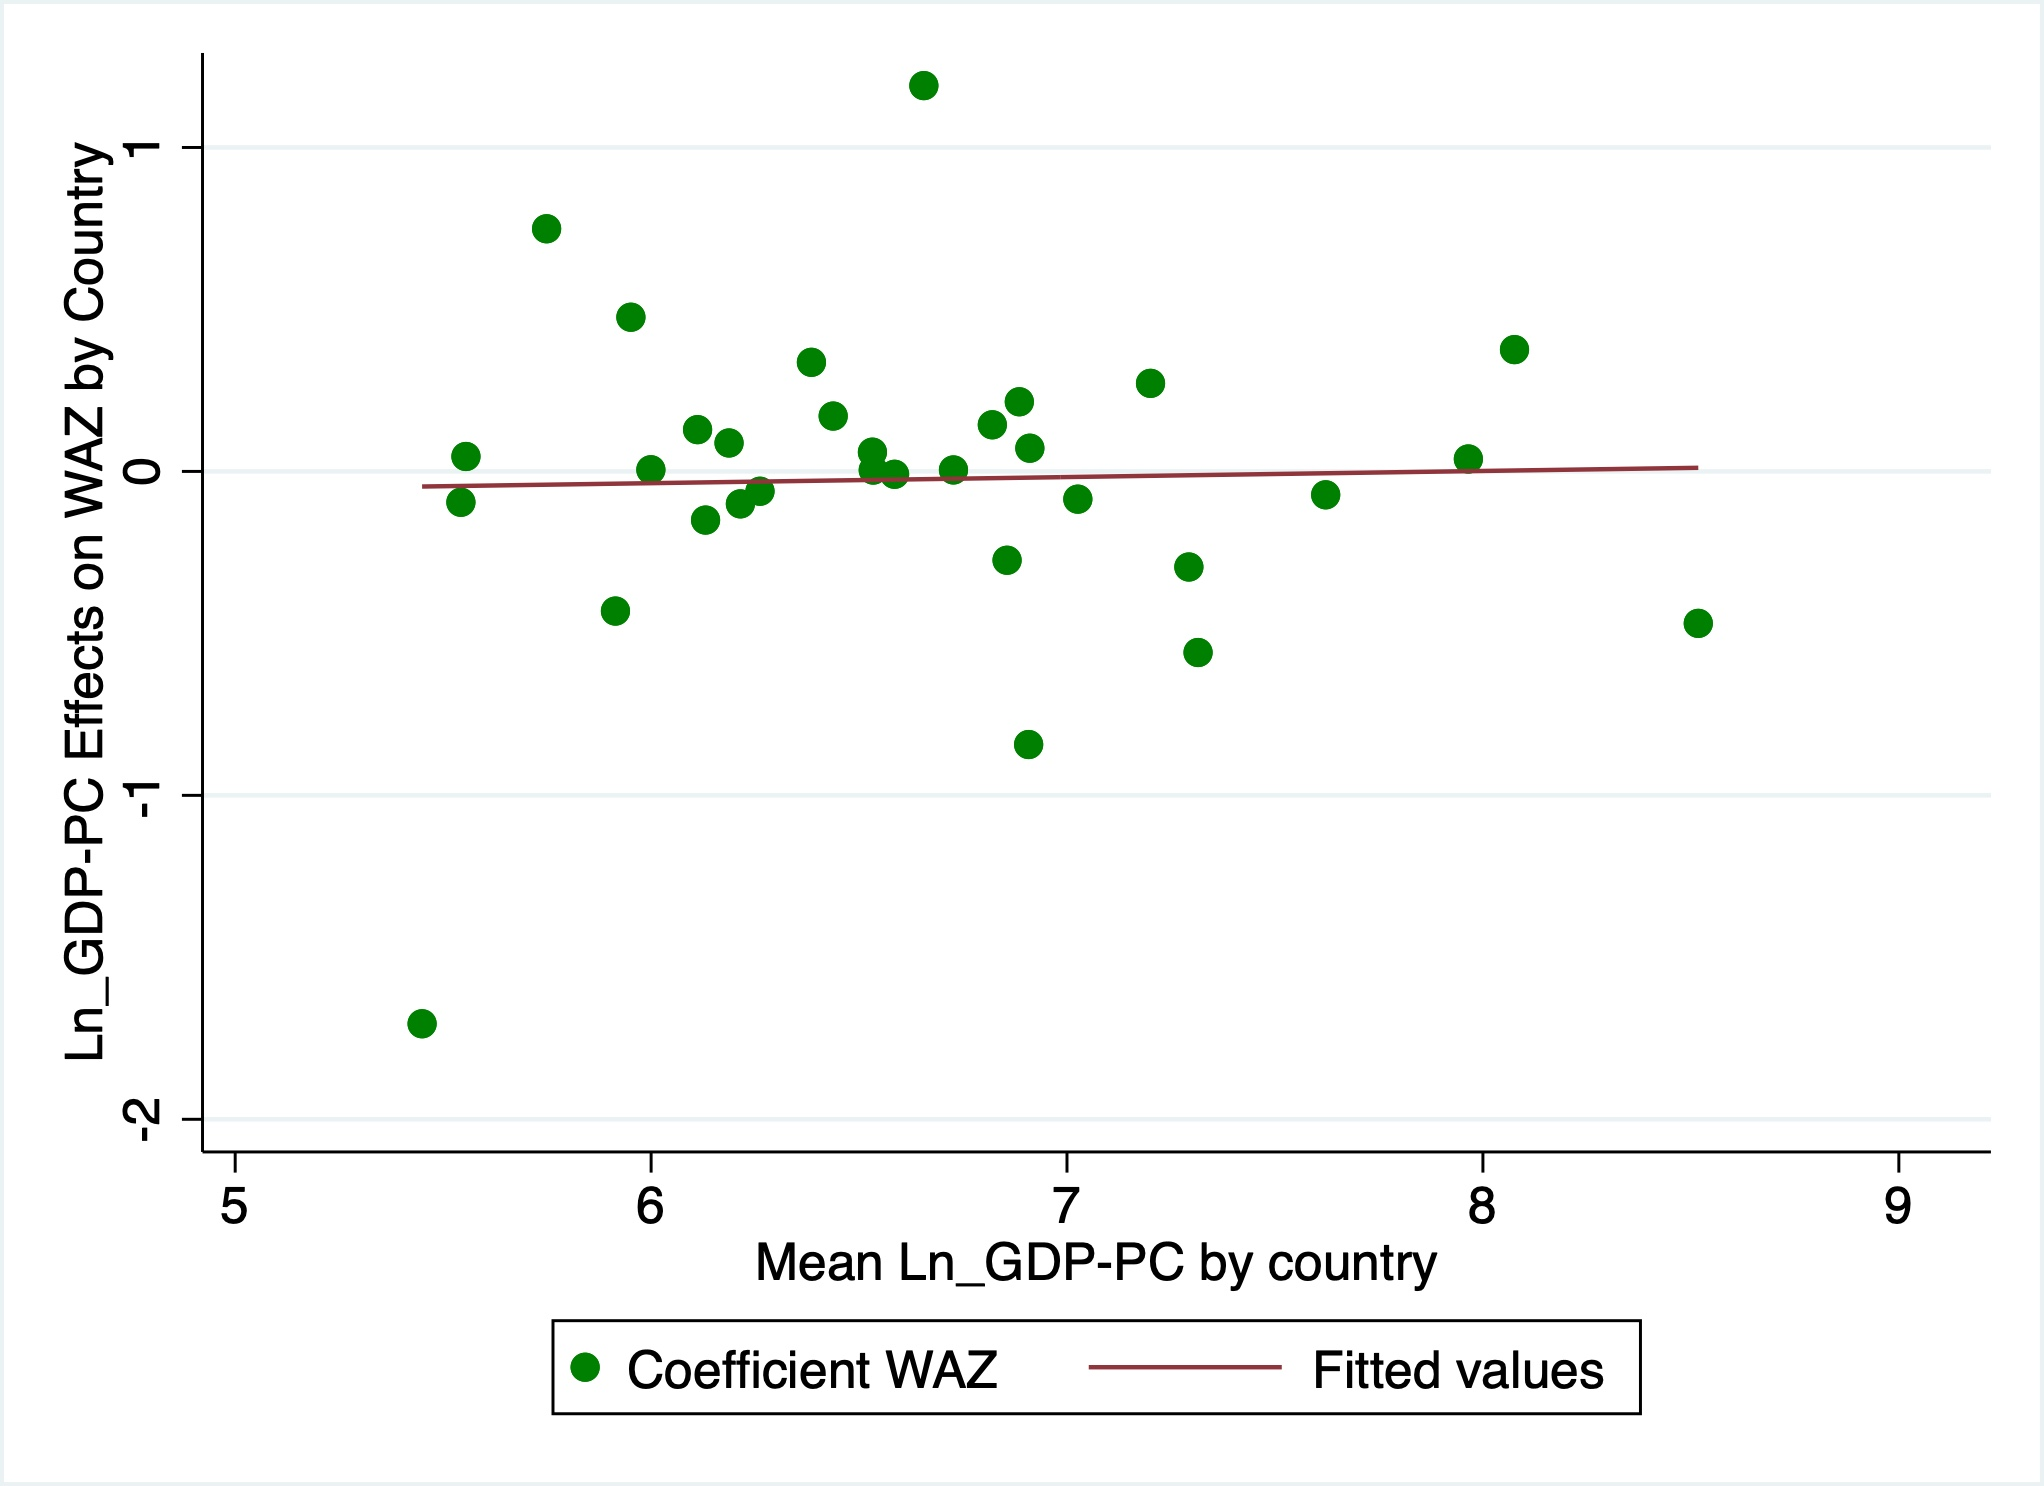 Ln_GDP-PC Effects on WAZ by Country
1
0
-1
-2
5 6 7 8 9
Mean Ln_GDP-PC by country
Coefficient WAZ Fitted values